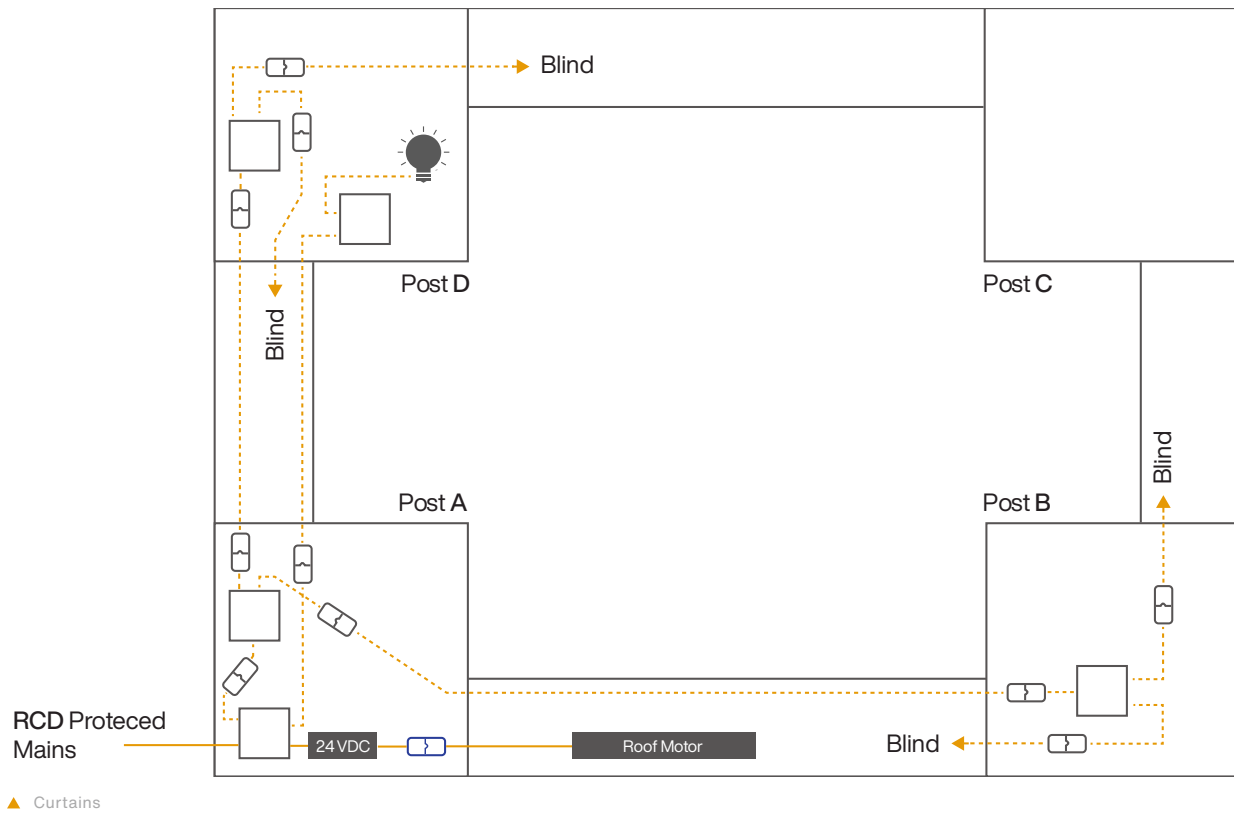 Blind
Post D
Post C
Blind
Blind
Post A
Post B
RCD Proteced
Mains
24 VDC
Roof Motor
Blind
Curtains